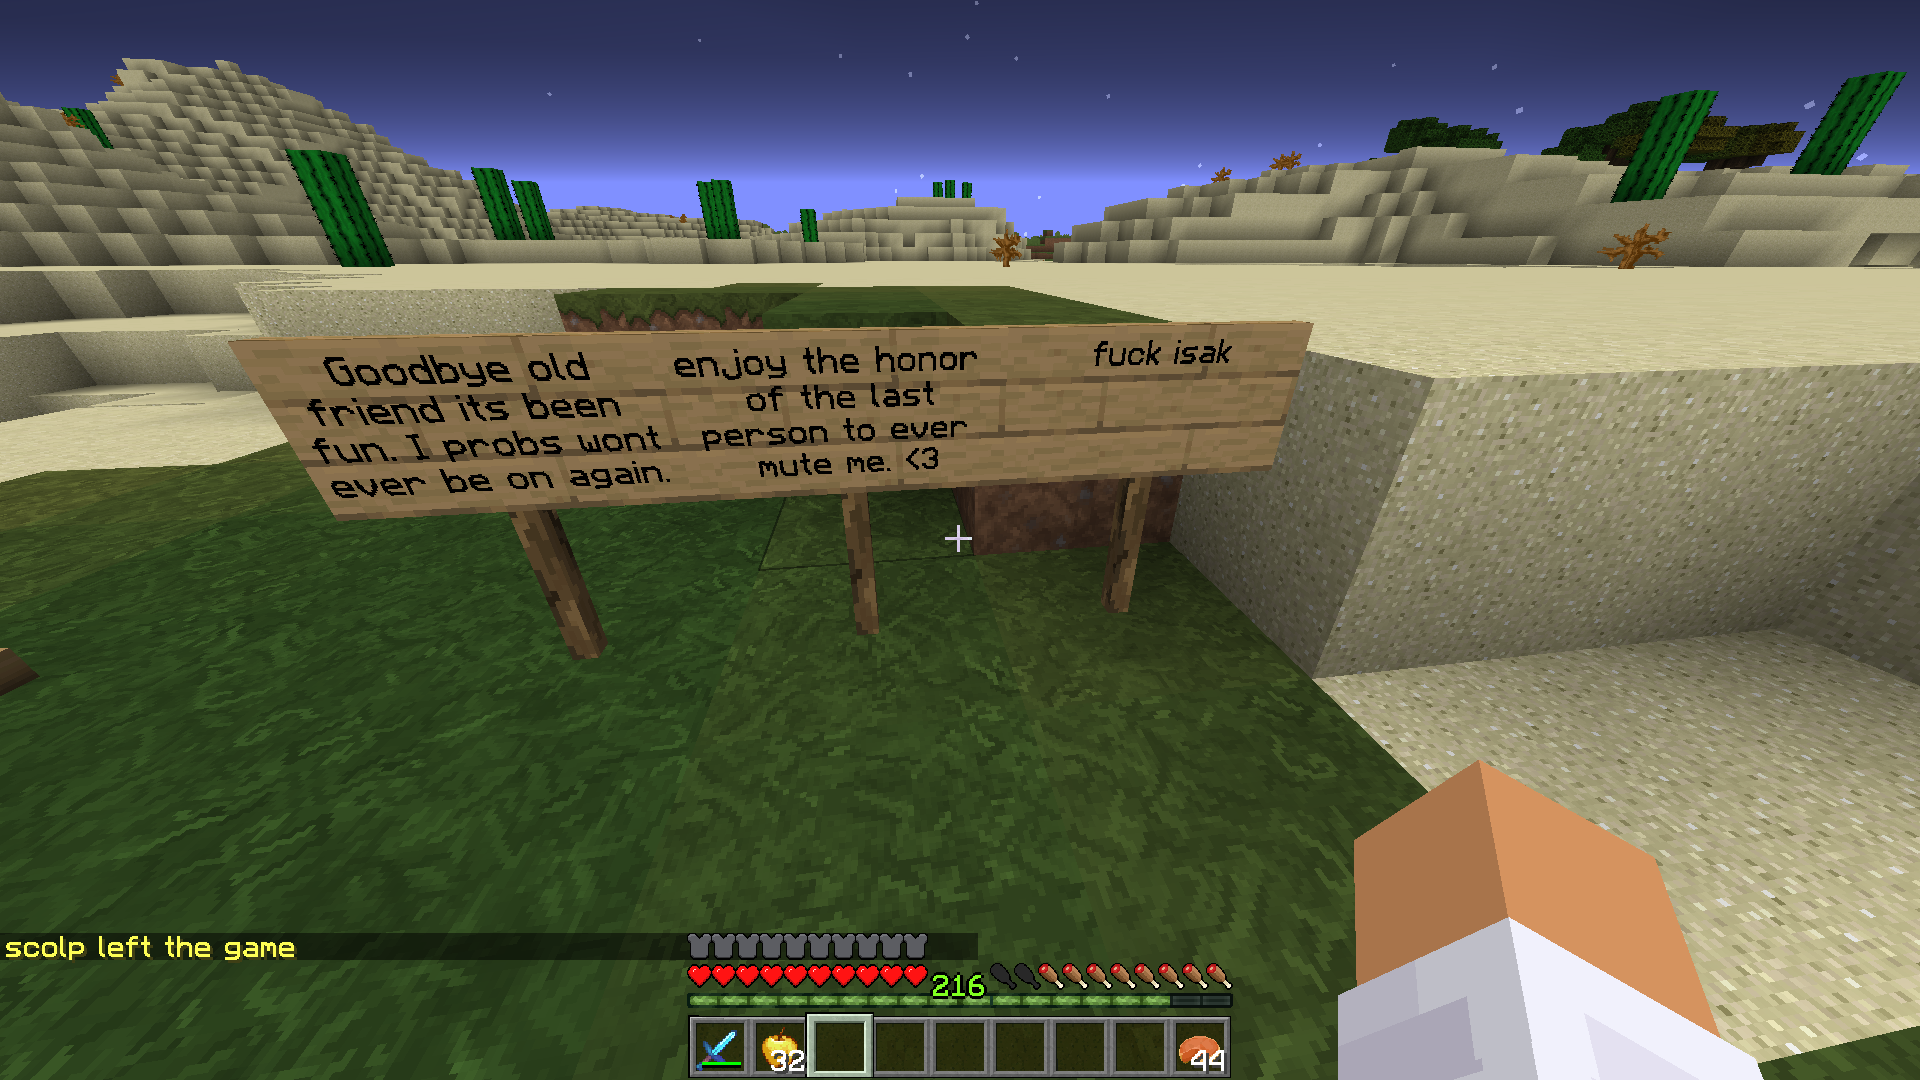 Goodbye old
friend its been
fun. I probs wont
ever be on again.
enjoy the honor
of the last
person to ever
mute me. <3
fuck isak
scolp left the game
216
32
44